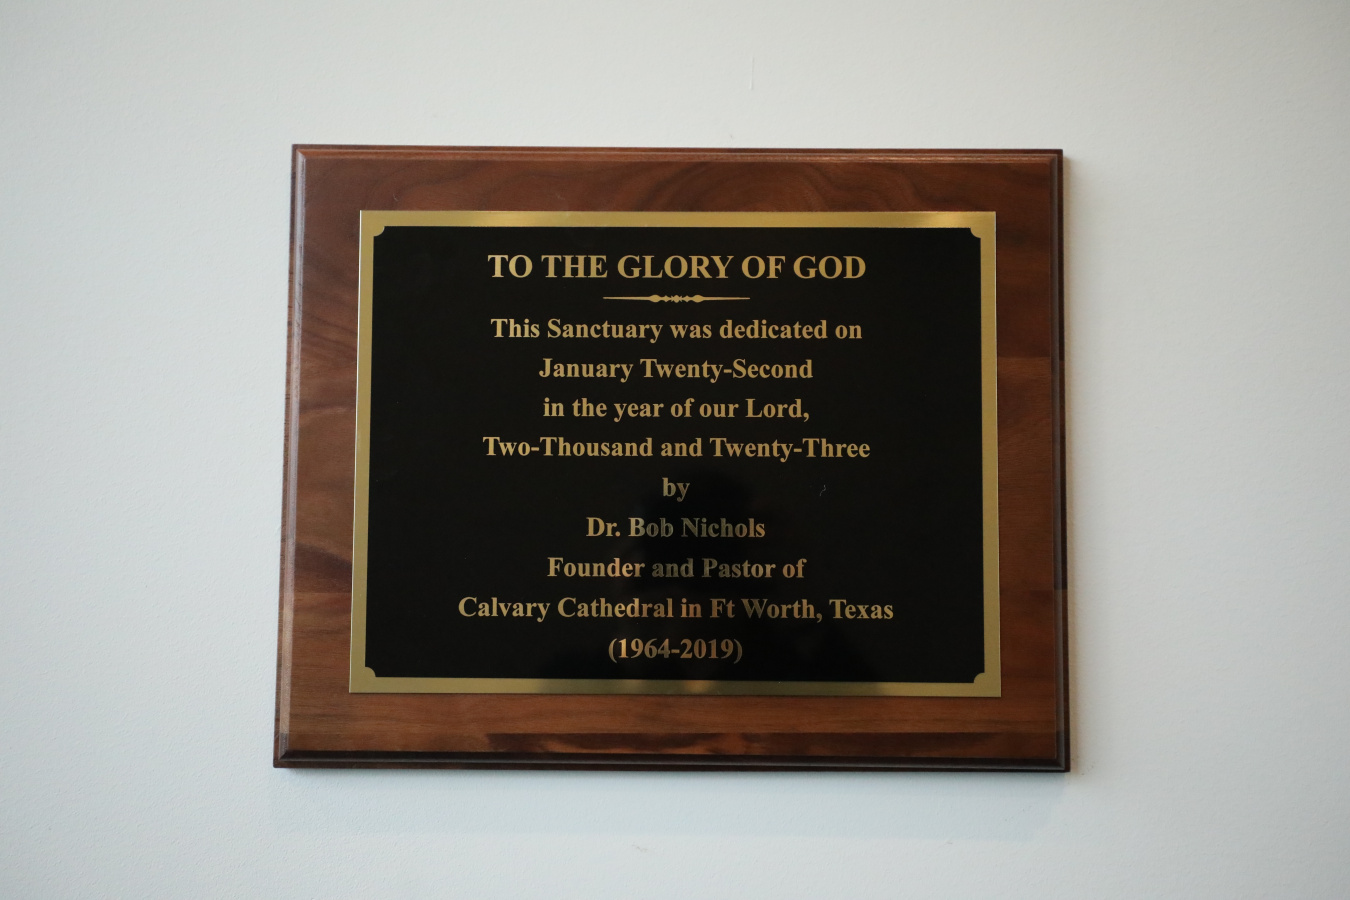 TO THE GLORY OF GOD
This Sanctuary was dedicated on
January Twenty-Second
in the year of our Lord,
Two-Thousand and Twenty-Three
by
Dr. Bob Nichols
Founder and Pastor of
Calvary Cathedral in Ft Worth, Texas
(1964-2019)